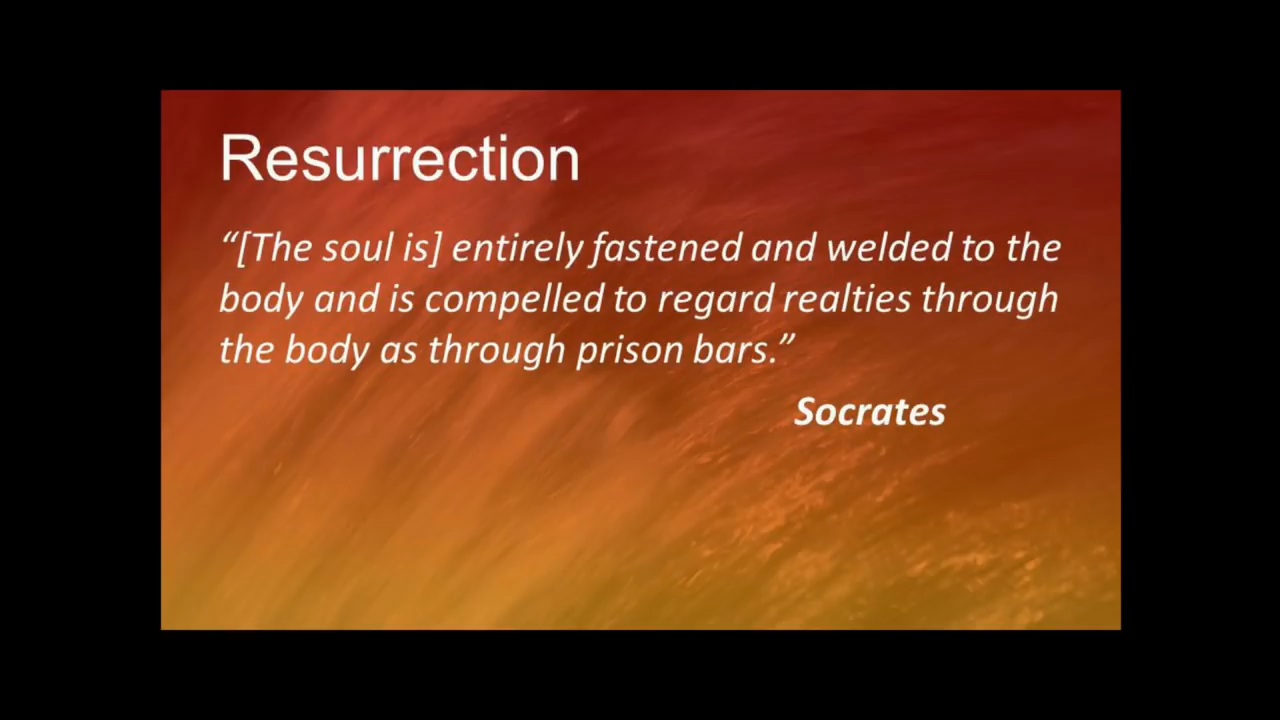 Resurrection
“[The soul is] entirely fastened and welded to the
body and is compelled to regard realties through
the body as through prison bars.”
Socrates